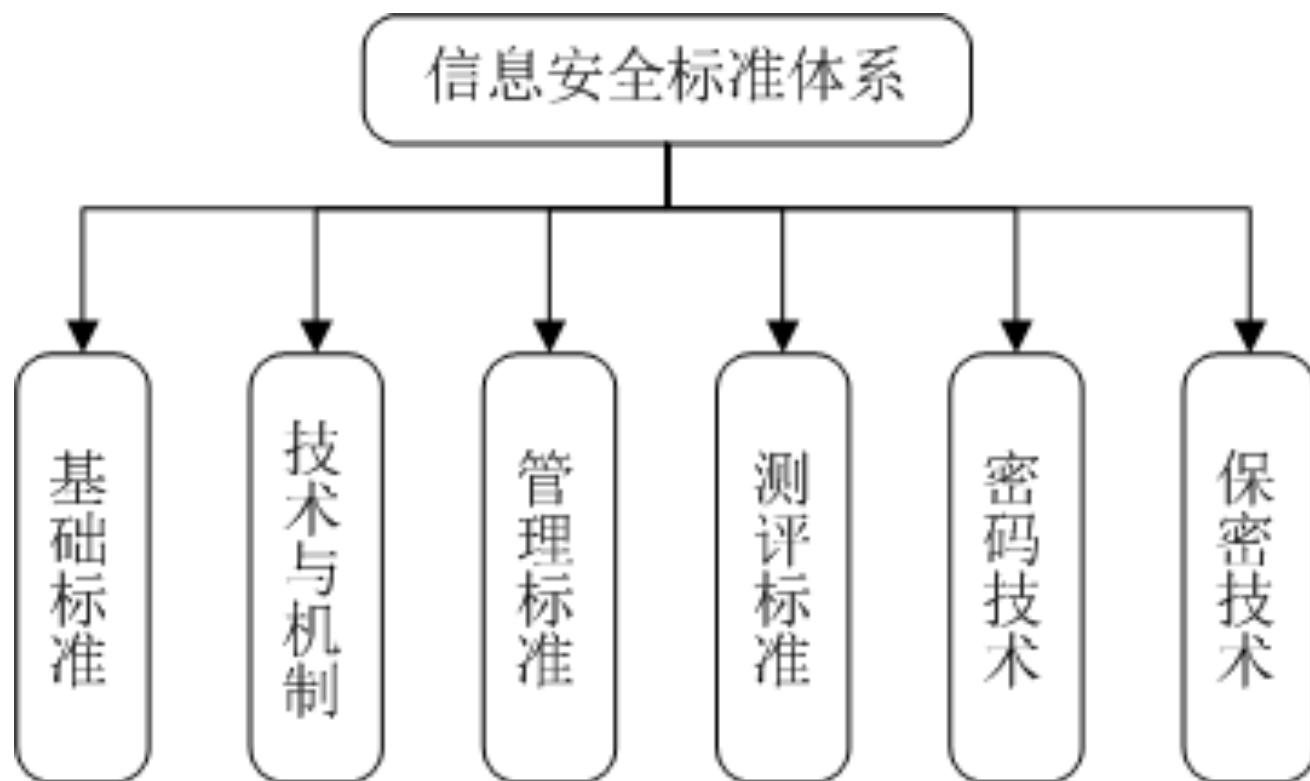 信息安全标准体系
基础标准
技术与机制
管理标准
测评标准
密码技术
保密技术